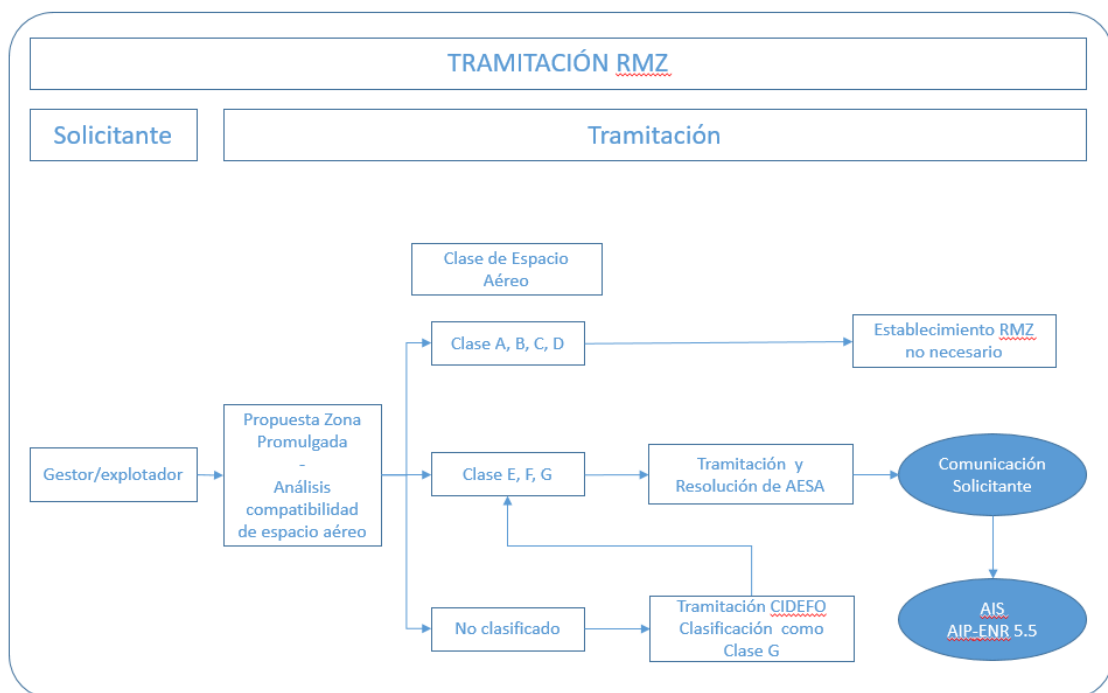 TRAMITACIÓN RMZ
Solicitante
Tramitación
Clase de Espacio
Aéreo
Clase A, B, C, D
Establecimiento RMZ
no necesario
Gestor/explotador
Propuesta Zona
Promulgada
-
Análisis
compatibilidad
de espacio aéreo
Clase E, F, G
Tramitación y
Resolución de AESA
Comunicación
Solicitante
No clasificado
Tramitación CIDEFO
Clasificación como
Clase G
AIS
AIP-ENR 5.5